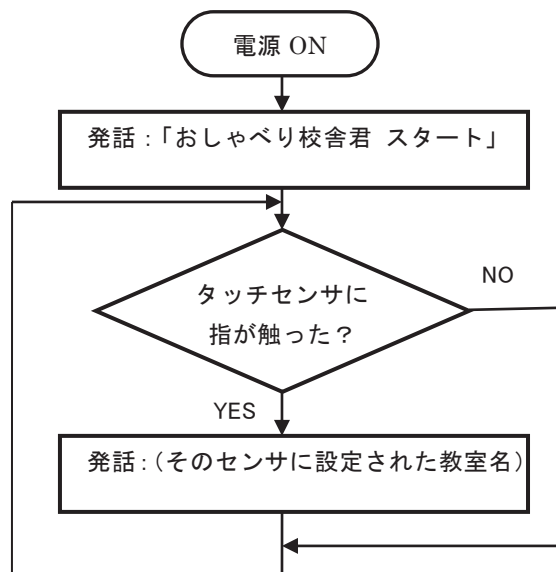 電源 ON
発話：「おしゃべり校舎君 スタート」
タッチセンサに
指が触った？
NO
YES
発話：(そのセンサに設定された教室名)